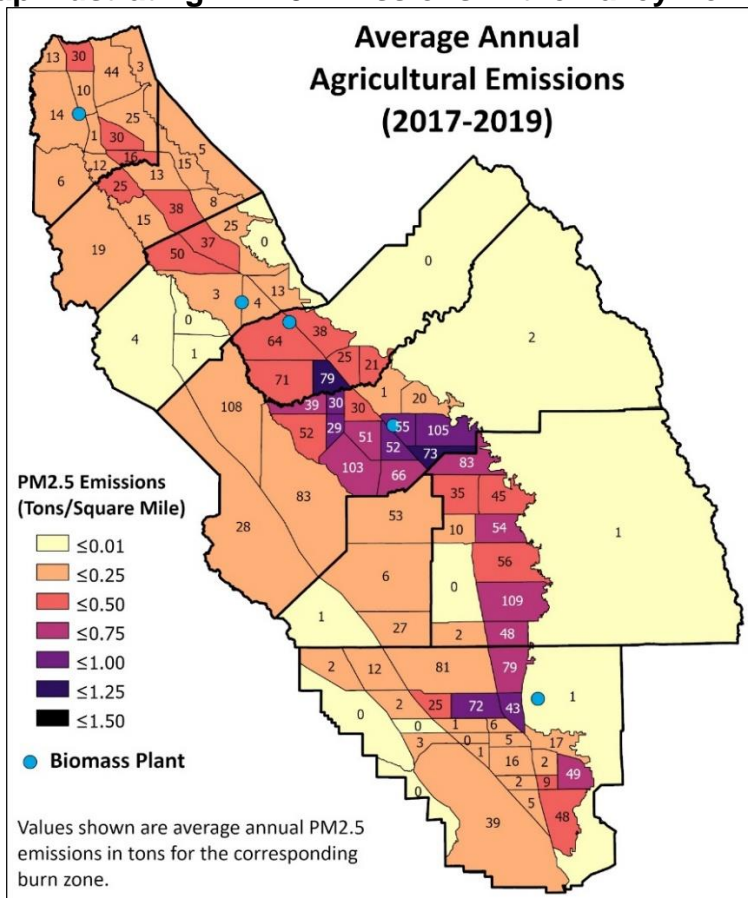 Average Annual
Agricultural Emissions
(2017-2019)
13 30 44 3
10
14 25
1 30 5
12 16 15
6 13
25 8
38
15 25
19 37 0
50 0
3 4 13
4 0 38 2
64
1 25 21
71 79 1 20
108 39 30 30
55 105
52 29 51 52 73
103 66 83
83 35 45
28 53 10 54
56 1
6 0
109
1 27 2 48
79
2 12 81 1
2 25 72 43
0 0 1 6
3 0 5 17
1 16 2 49
0 2 9
39 5 48
PM2.5 Emissions
(Tons/Square Mile)
≤0.01
≤0.25
≤0.50
≤0.75
≤1.00
≤1.25
≤1.50
Biomass Plant
Values shown are average annual PM2.5
emissions in tons for the corresponding
burn zone.